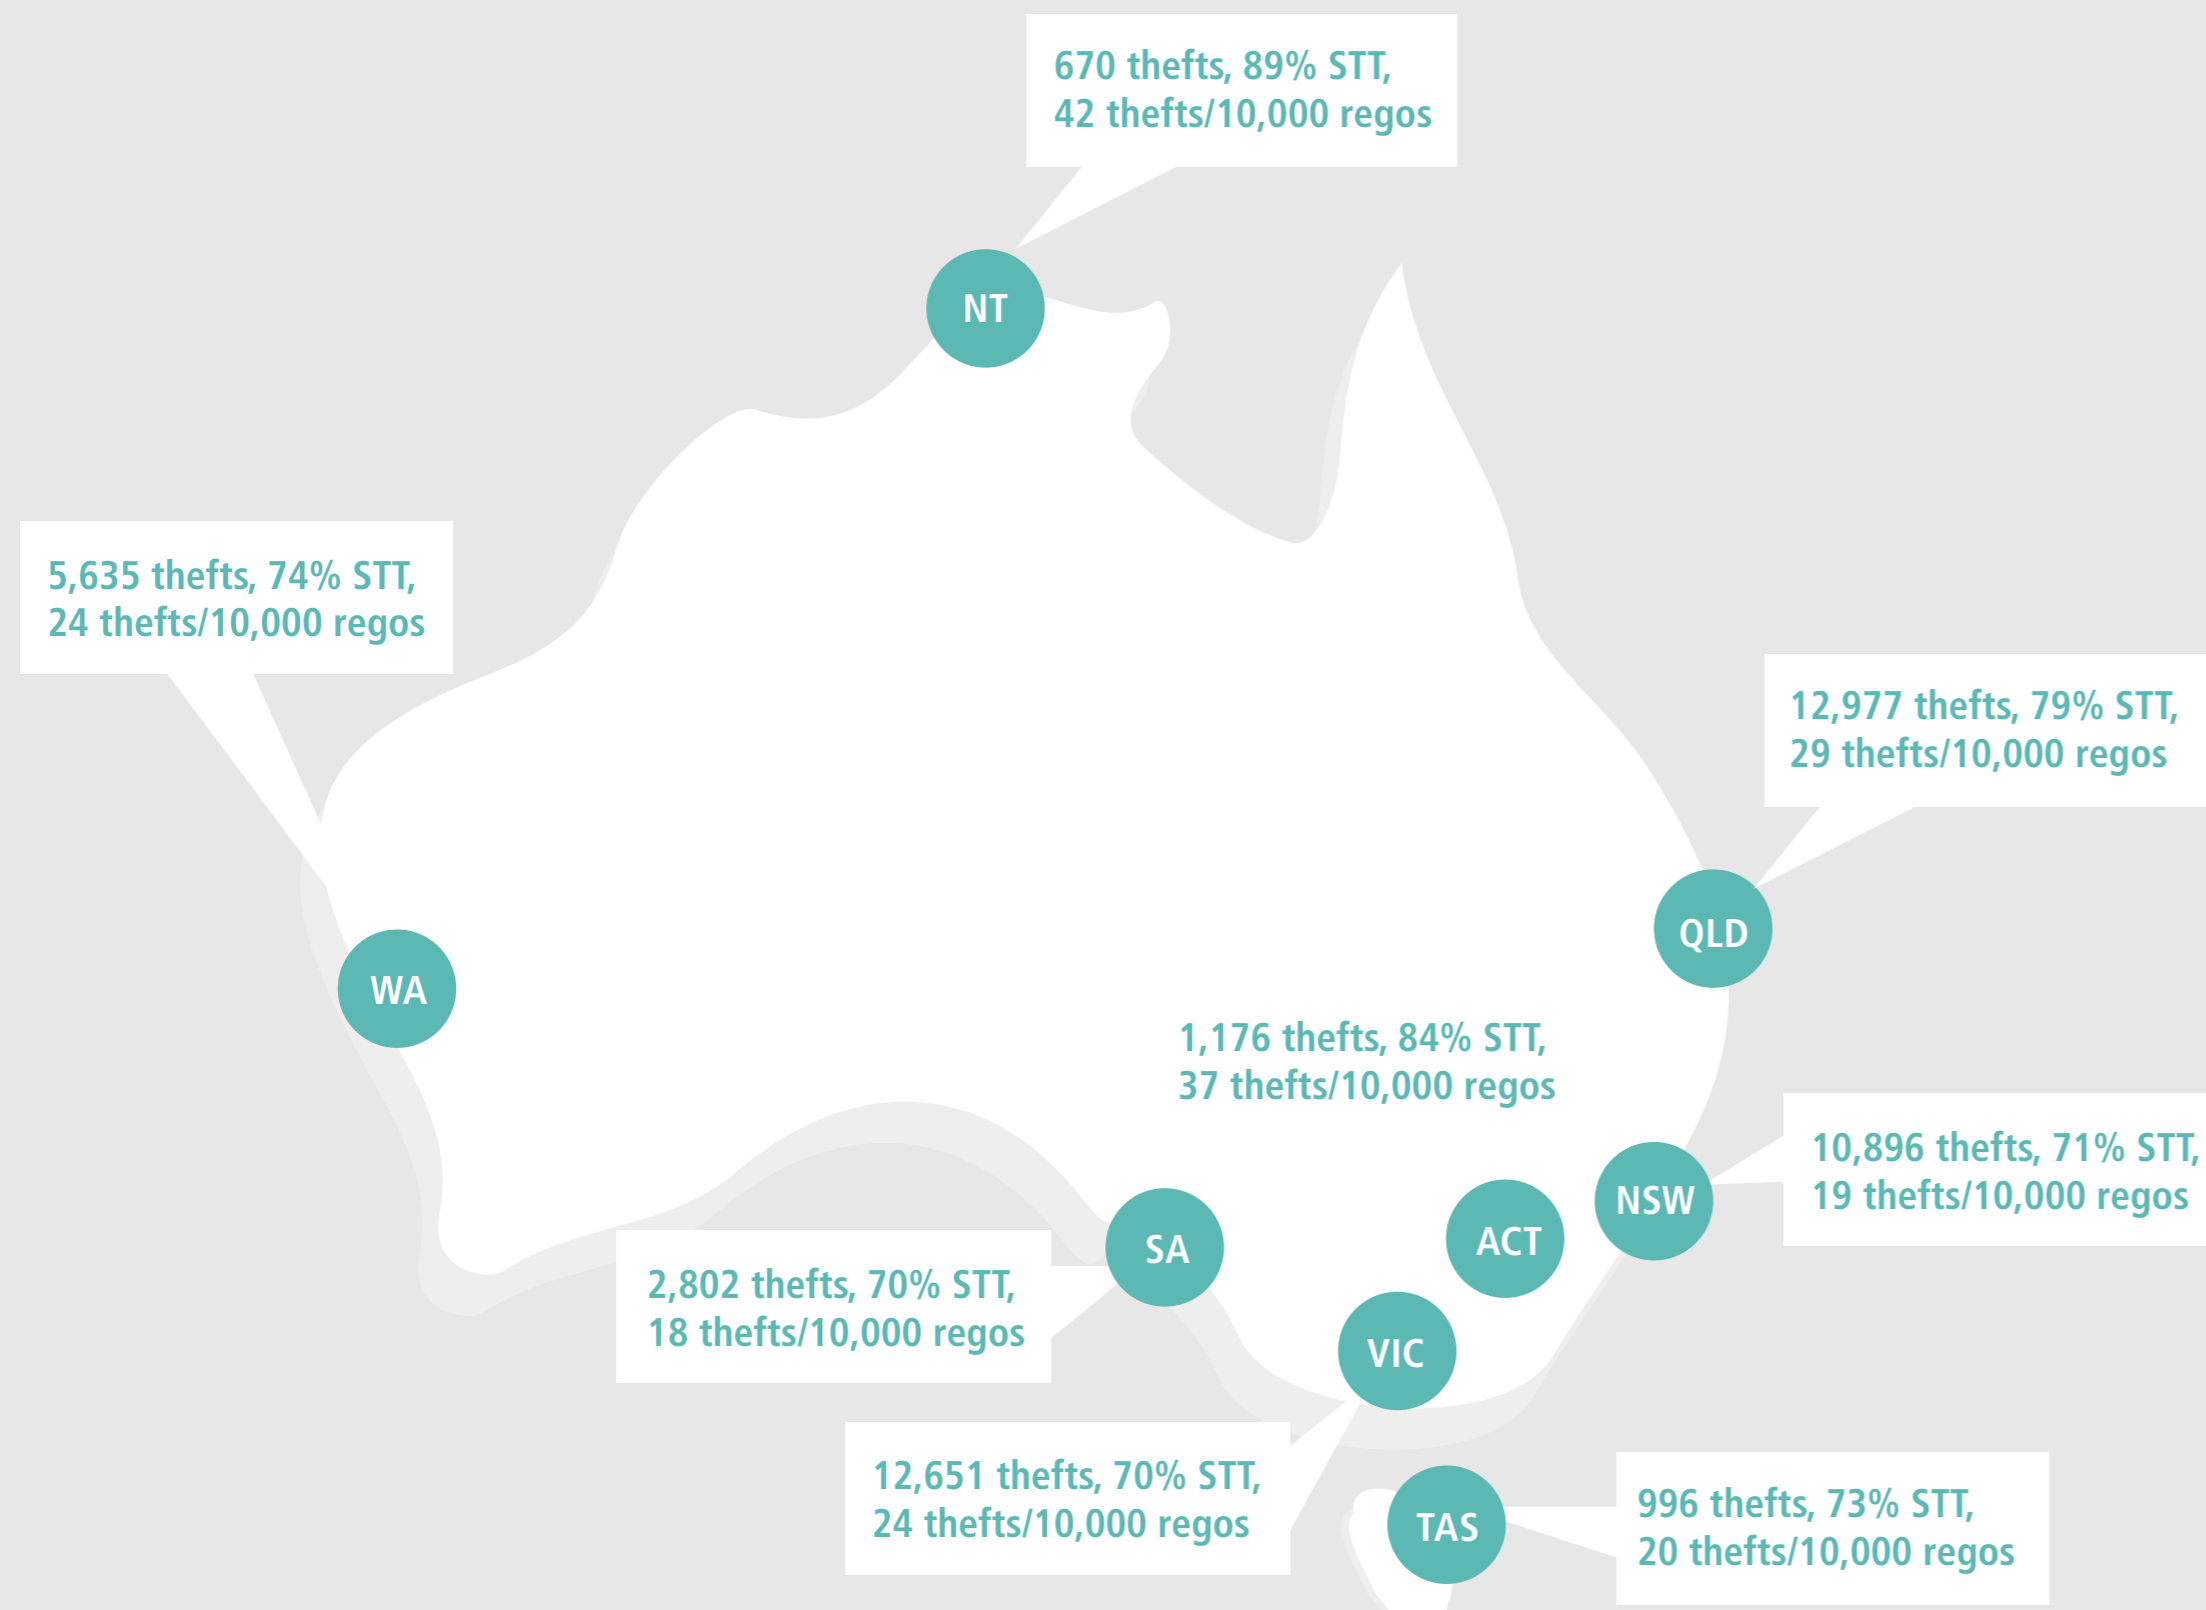 670 thefts, 89% STT,
42 thefts/10,000 regos
NT
5,635 thefts, 74% STT,
24 thefts/10,000 regos
12,977 thefts, 79% STT,
29 thefts/10,000 regos
QLD
WA
1,176 thefts, 84% STT,
37 thefts/10,000 regos
10,896 thefts, 71% STT,
19 thefts/10,000 regos
NSW
ACT
SA
2,802 thefts, 70% STT,
18 thefts/10,000 regos
VIC
12,651 thefts, 70% STT,
24 thefts/10,000 regos
TAS
996 thefts, 73% STT,
20 thefts/10,000 regos